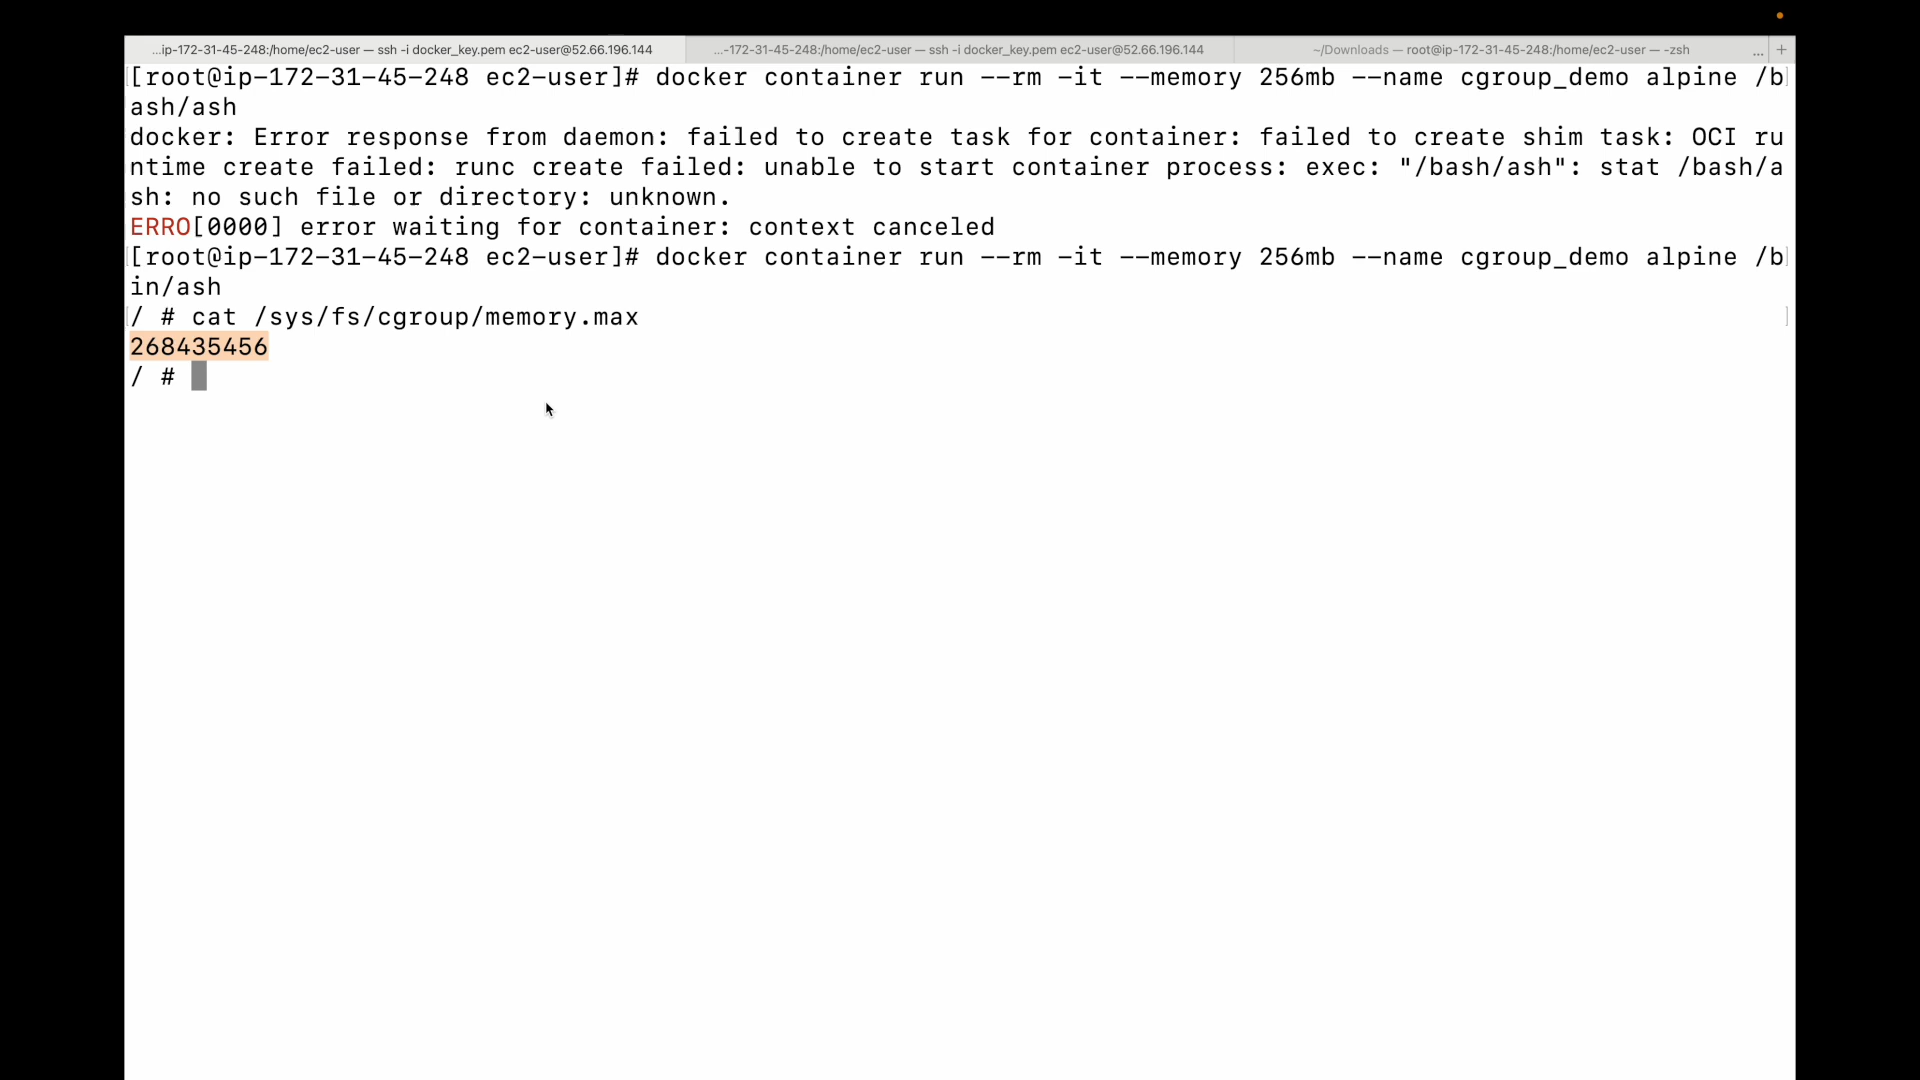 ...ip-172-31-45-248:/home/ec2-user — ssh -i docker_key.pem ec2-user@52.66.196.144
...-172-31-45-248:/home/ec2-user — ssh -i docker_key.pem ec2-user@52.66.196.144
~/Downloads — root@ip-172-31-45-248:/home/ec2-user — -zsh
...
+
[root@ip-172-31-45-248 ec2-user]# docker container run --rm -it --memory 256mb --name cgroup_demo alpine /b
ash/ash
docker: Error response from daemon: failed to create task for container: failed to create shim task: OCI ru
ntime create failed: runc create failed: unable to start container process: exec: "/bash/ash": stat /bash/a
sh: no such file or directory: unknown.
ERRO[0000] error waiting for container: context canceled
[root@ip-172-31-45-248 ec2-user]# docker container run --rm -it --memory 256mb --name cgroup_demo alpine /b
in/ash
/ # cat /sys/fs/cgroup/memory.max
268435456
/ #